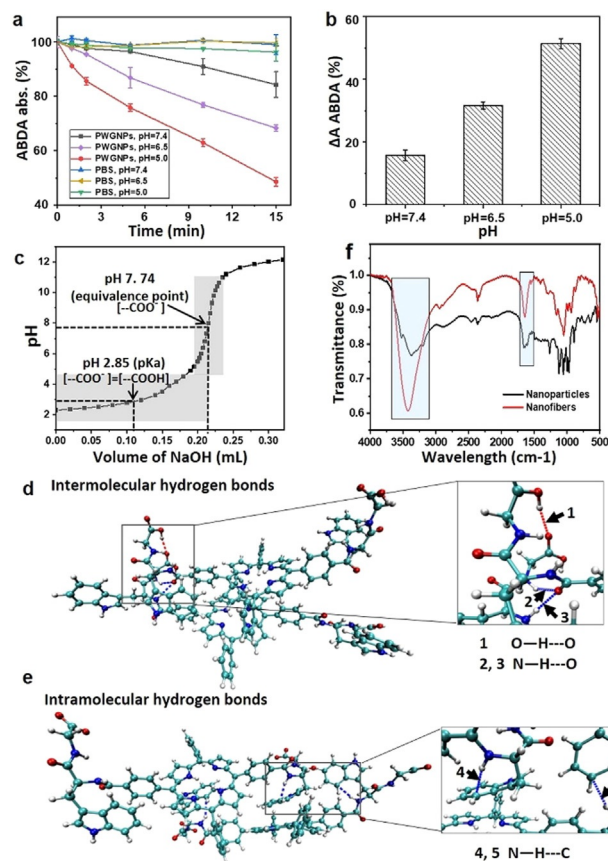 a
ABDA abs. (%)
100
80
60
40
PWGNPs, pH=7.4
PWGNPs, pH=6.5
PWGNPs, pH=5.0
PBS, pH=7.4
PBS, pH=6.5
PBS, pH=5.0
0 5 10 15
Time (min)
b
ΔA ABDA (%)
60
40
20
0
pH=7.4 pH=6.5 pH=5.0
pH
c
pH
14
12
10
8
6
4
2
pH 7. 74
(equivalence point)
[--COO⁻]
pH 2.85 (pKa)
[--COO⁻]=[--COOH]
0.00 0.05 0.10 0.15 0.20 0.25 0.30
Volume of NaOH (mL)
f
Transmittance (%)
1.0
0.9
0.8
0.7
0.6
Nanoparticles
Nanofibers
4000 3500 3000 2500 2000 1500 1000 500
Wavelength (cm-1)
d
Intermolecular hydrogen bonds
1
2
3
1 O—H---O
2, 3 N—H---O
e
Intramolecular hydrogen bonds
4
4, 5 N—H---C